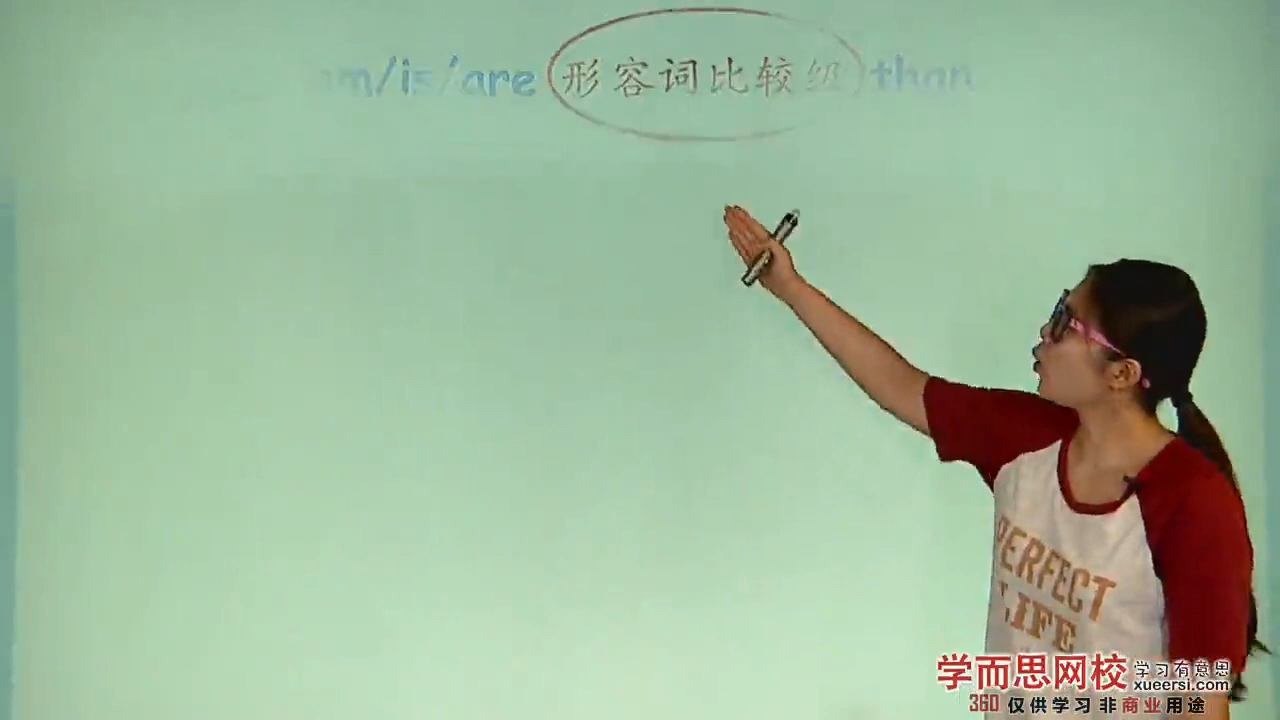 am/is/are 形容词比较级 than
PERFECT
LIFE
学而思网校 学习有意思
xueersi.com
360 仅供学习 非商业用途